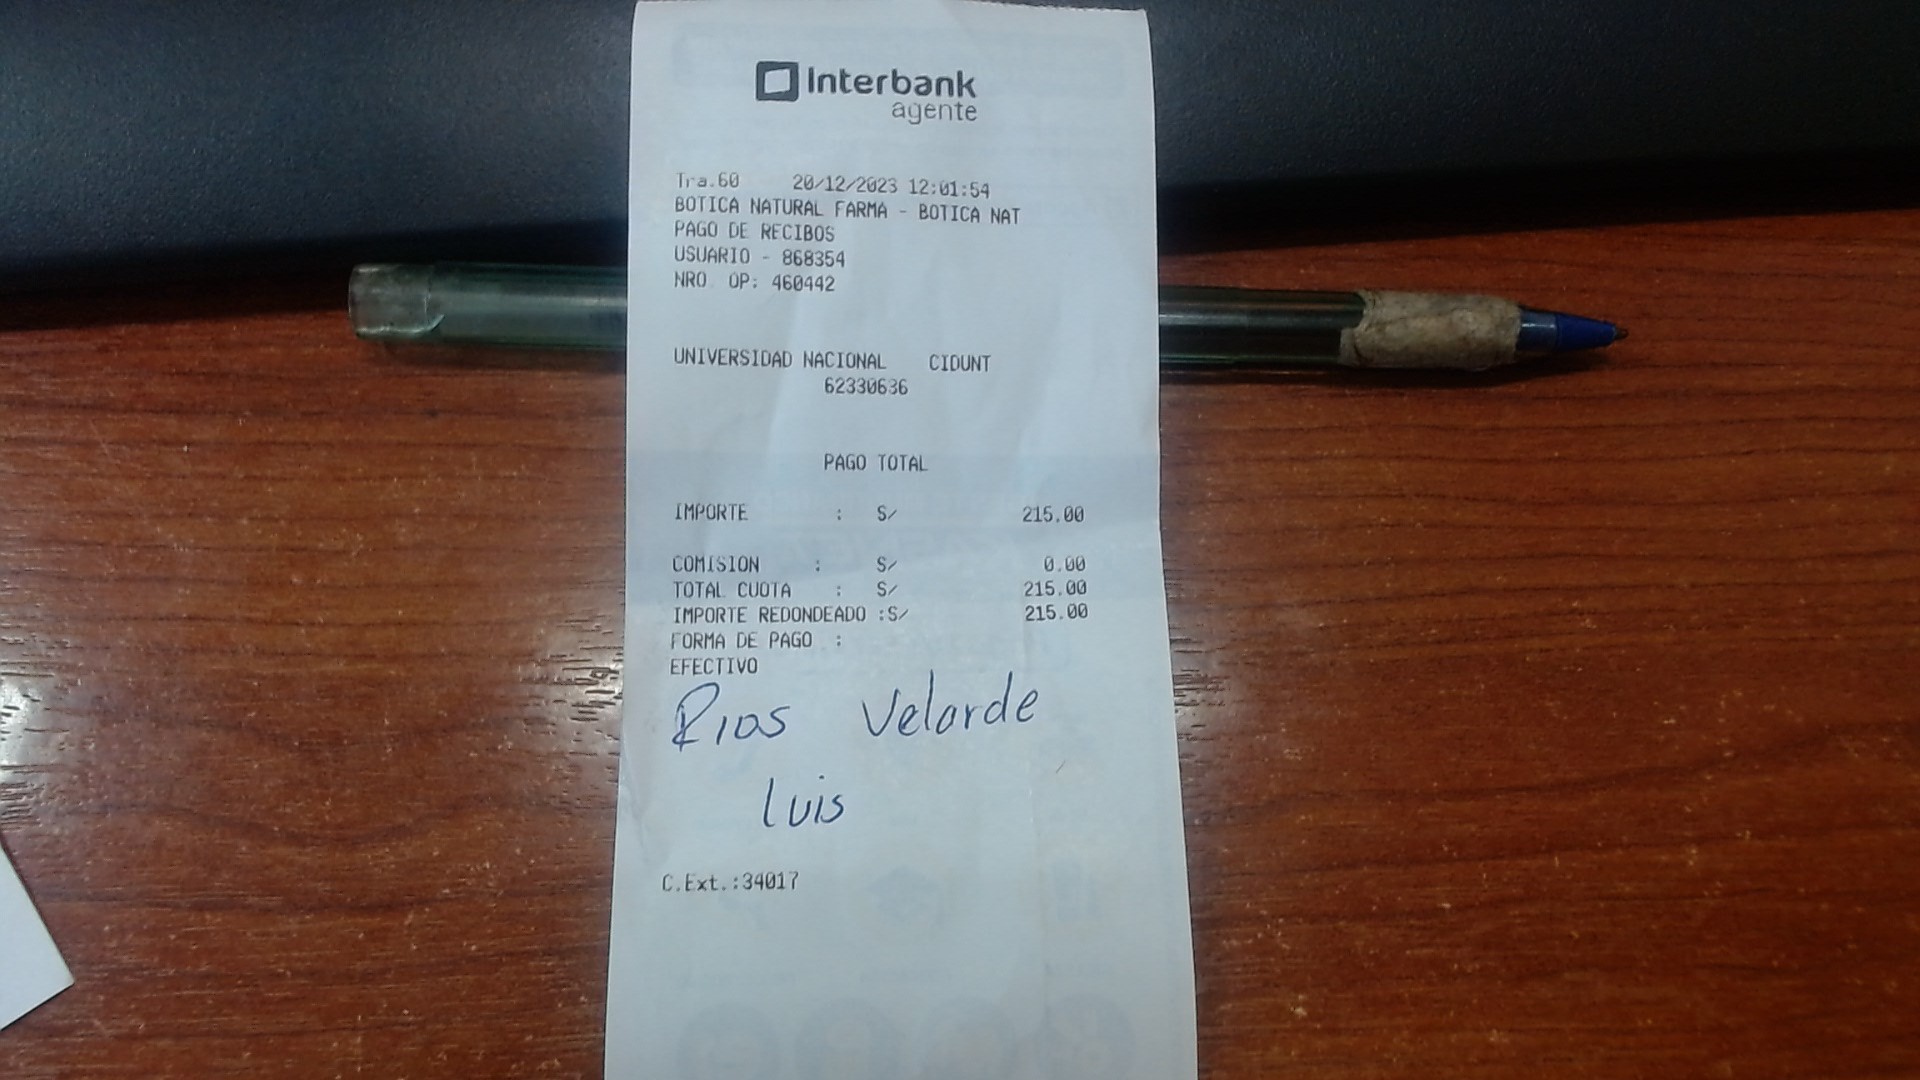 Interbank
agente
Tra.60 20/12/2023 12:01:54
BOTICA NATURAL FARMA - BOTICA NAT
PAGO DE RECIBOS
USUARIO - 868354
NRO OP: 460442
UNIVERSIDAD NACIONAL CIDUNT
62330636
PAGO TOTAL
IMPORTE : S/ 215.00
COMISION : S/ 0.00
TOTAL CUOTA : S/ 215.00
IMPORTE REDONDEADO :S/ 215.00
FORMA DE PAGO :
EFECTIVO
Rios Velarde
Luis
C.Ext.:34017